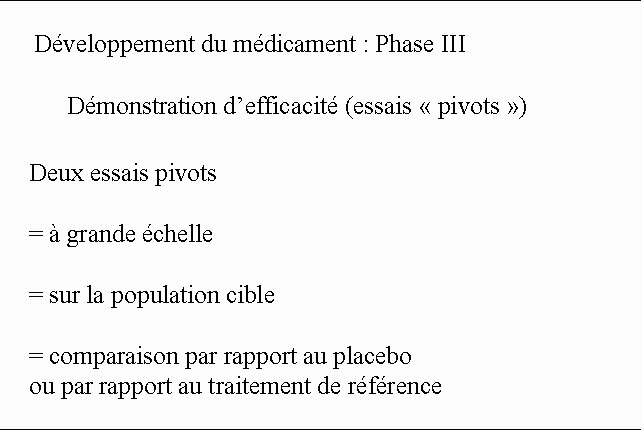 Développement du médicament : Phase III
Démonstration d’efficacité (essais « pivots »)
Deux essais pivots
= à grande échelle
= sur la population cible
= comparaison par rapport au placebo
ou par rapport au traitement de référence